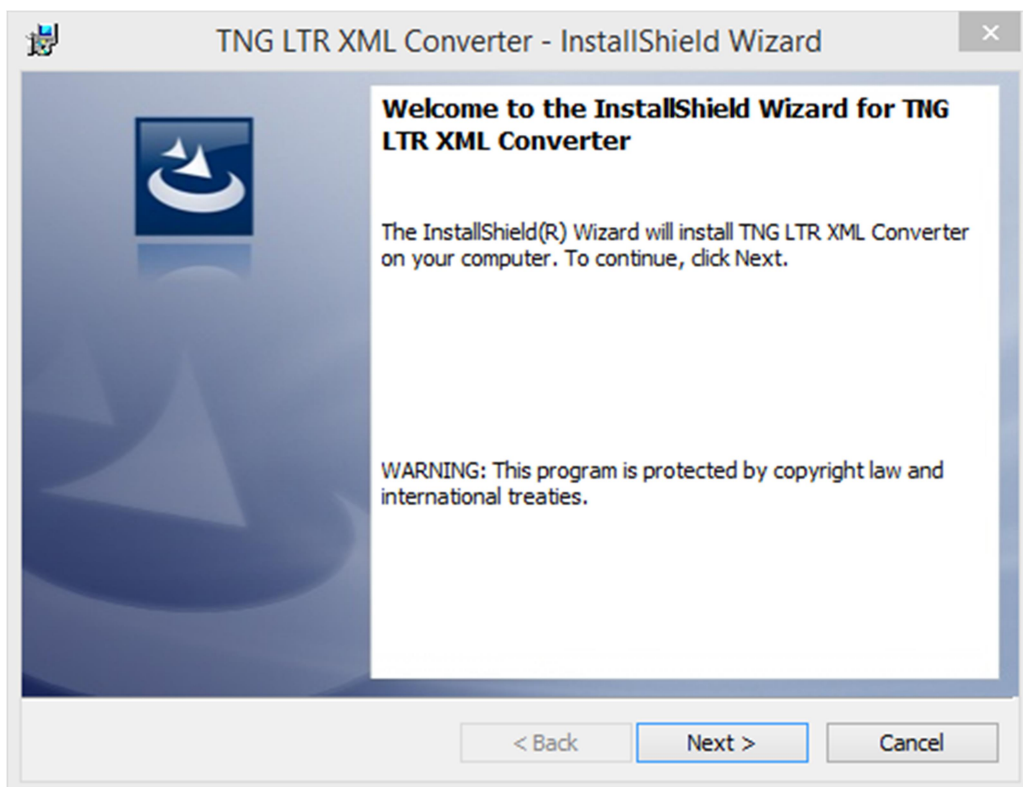 TNG LTR XML Converter - InstallShield Wizard
Welcome to the InstallShield Wizard for TNG
LTR XML Converter
The InstallShield(R) Wizard will install TNG LTR XML Converter
on your computer. To continue, click Next.
WARNING: This program is protected by copyright law and
international treaties.
< Back
Next >
Cancel